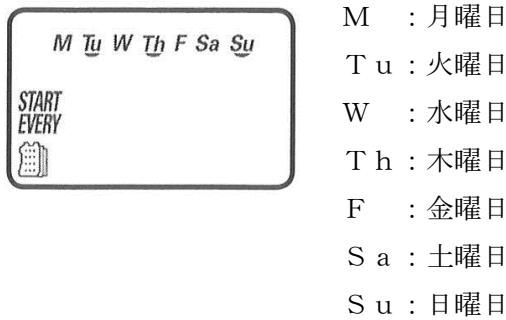 M Tu W Th F Sa Su
START
EVERY
M ：月曜日
Ｔｕ：火曜日
W ：水曜日
Ｔｈ：木曜日
F ：金曜日
Ｓａ：土曜日
Ｓｕ：日曜日